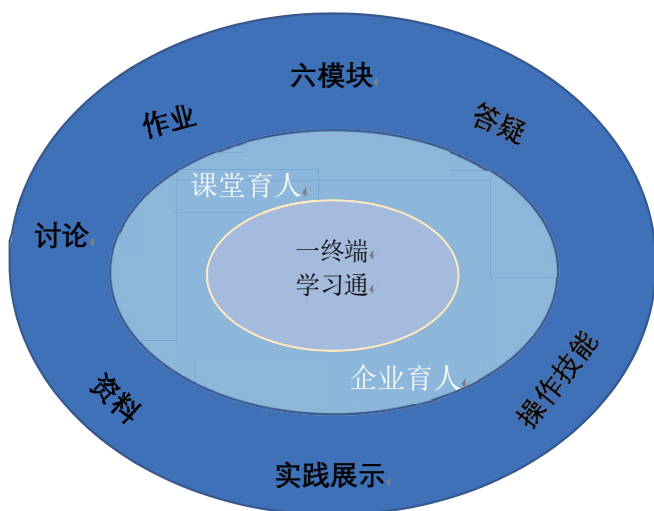 六模块
作业
答疑
课堂育人
讨论
一终端
学习通
企业育人
操作技能
资料
实践展示